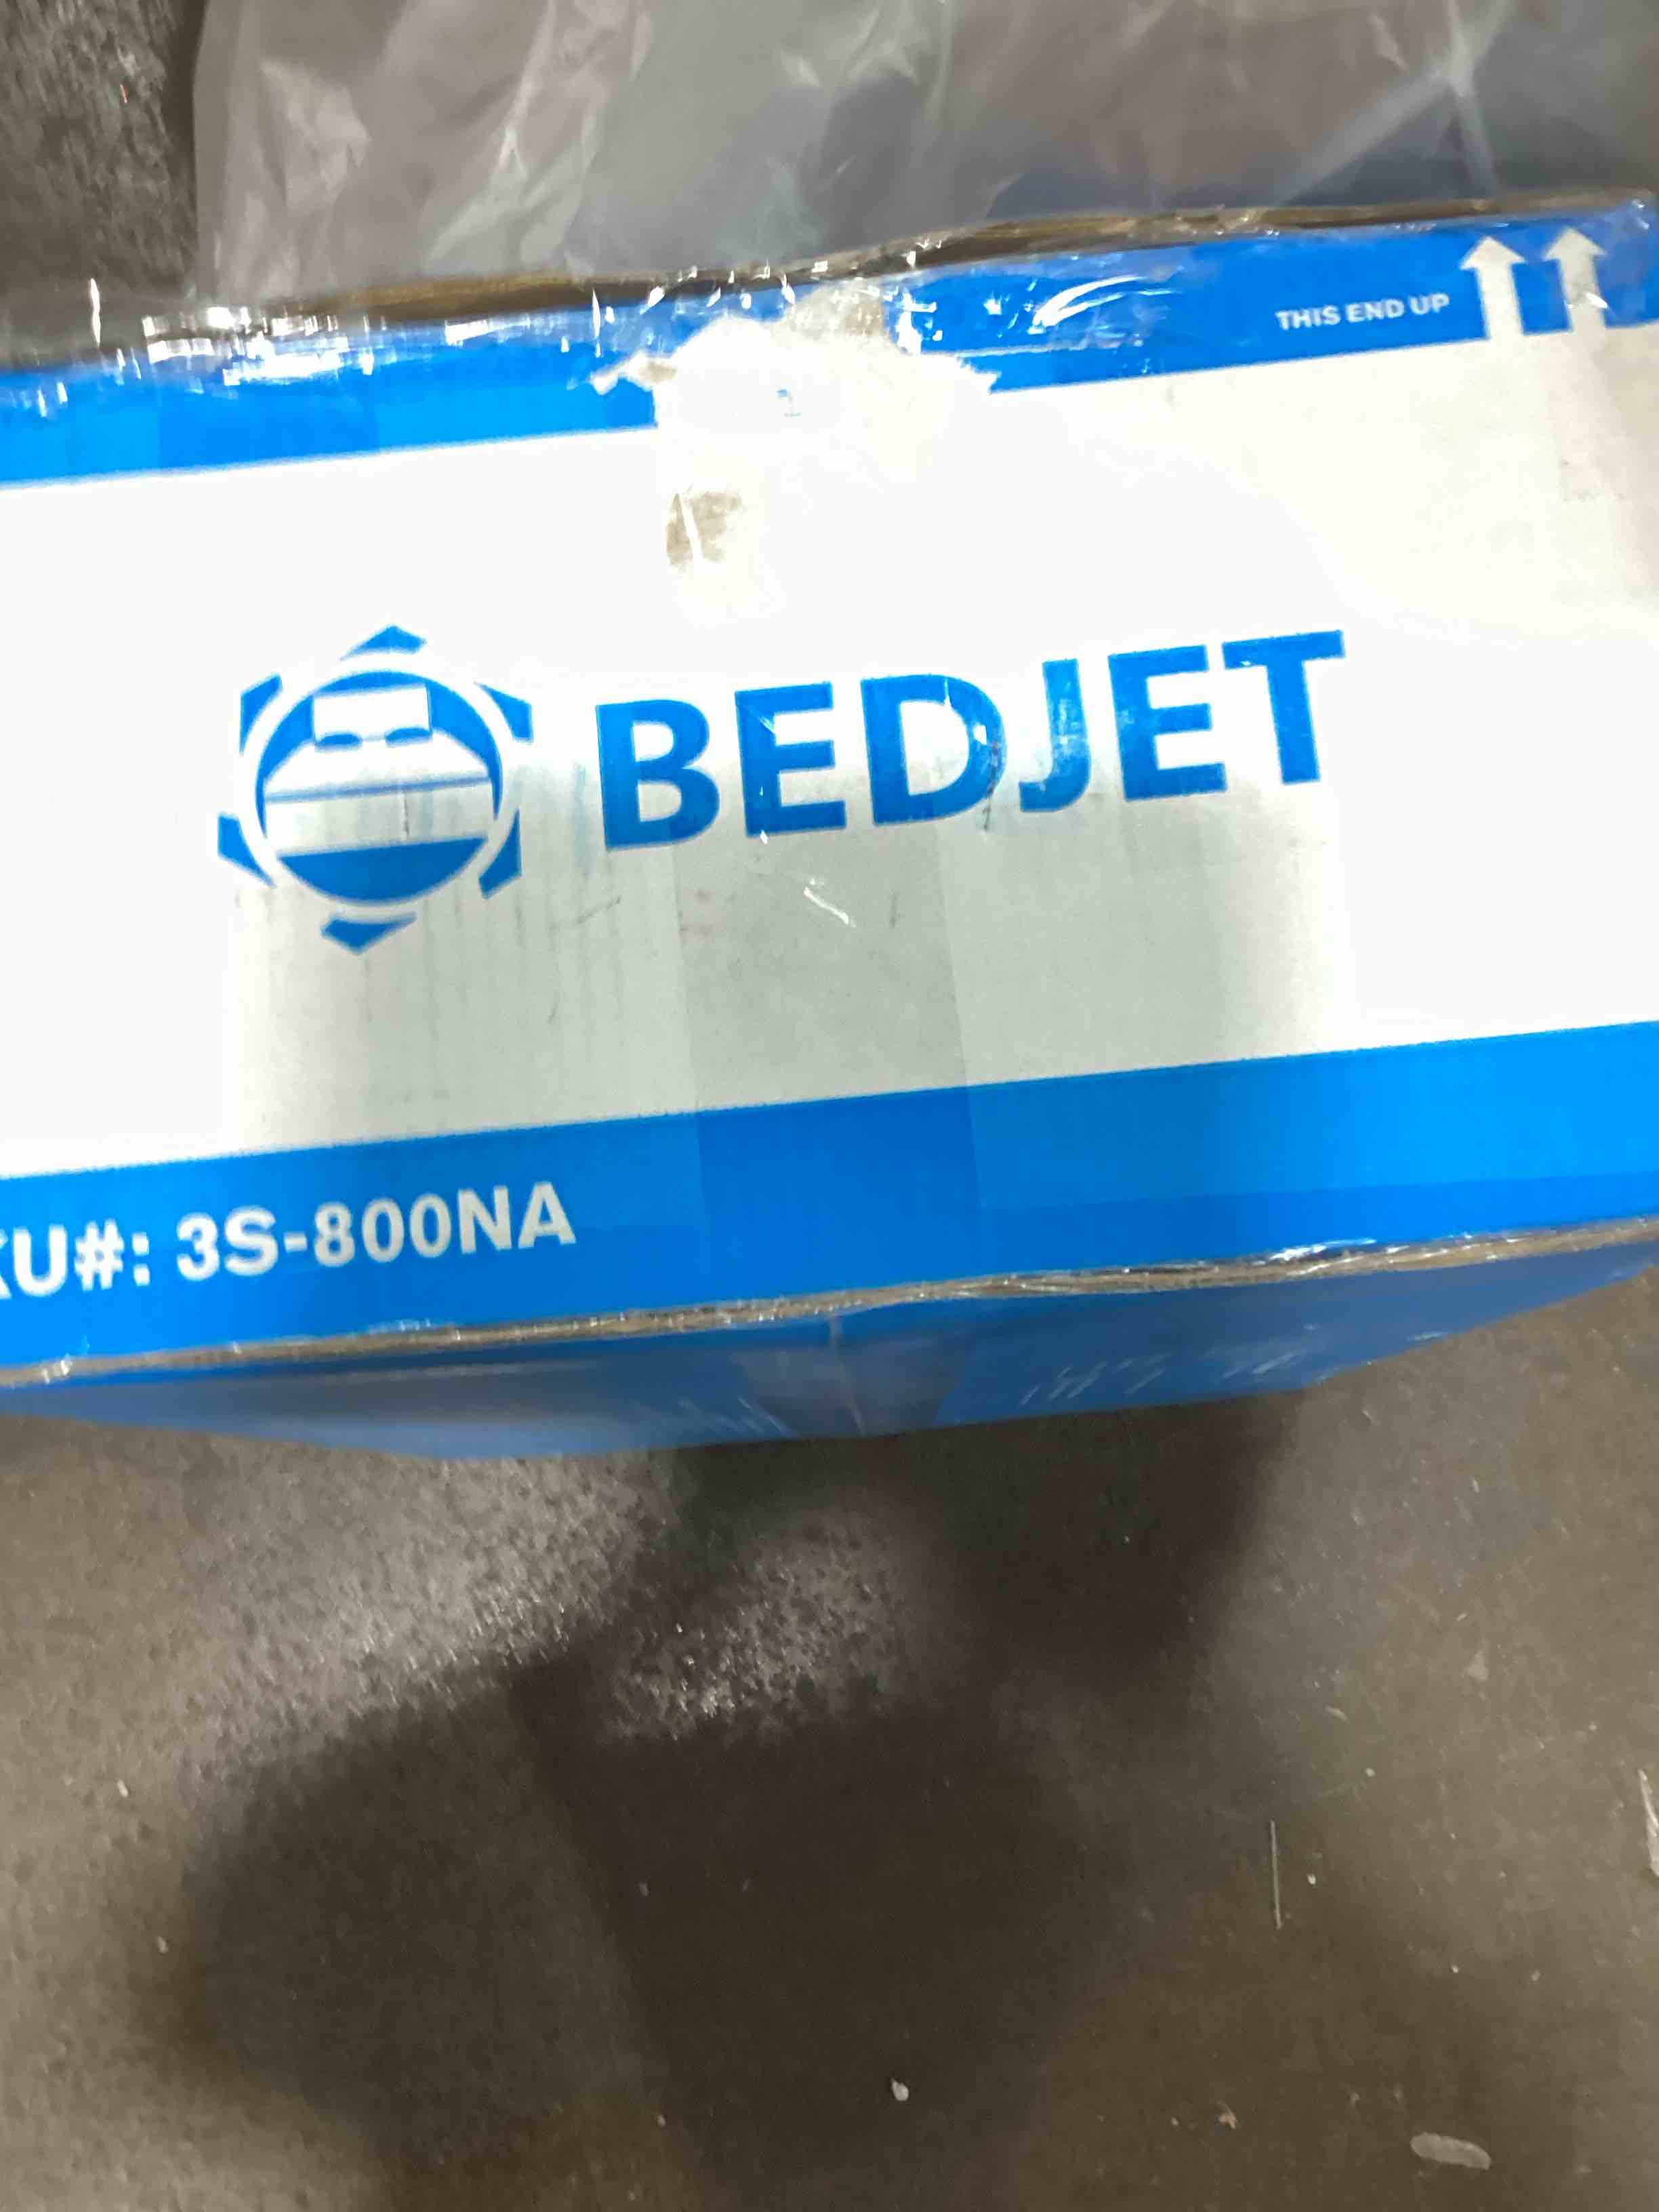 THIS END UP
BEDJET
KU#: 3S-800NA